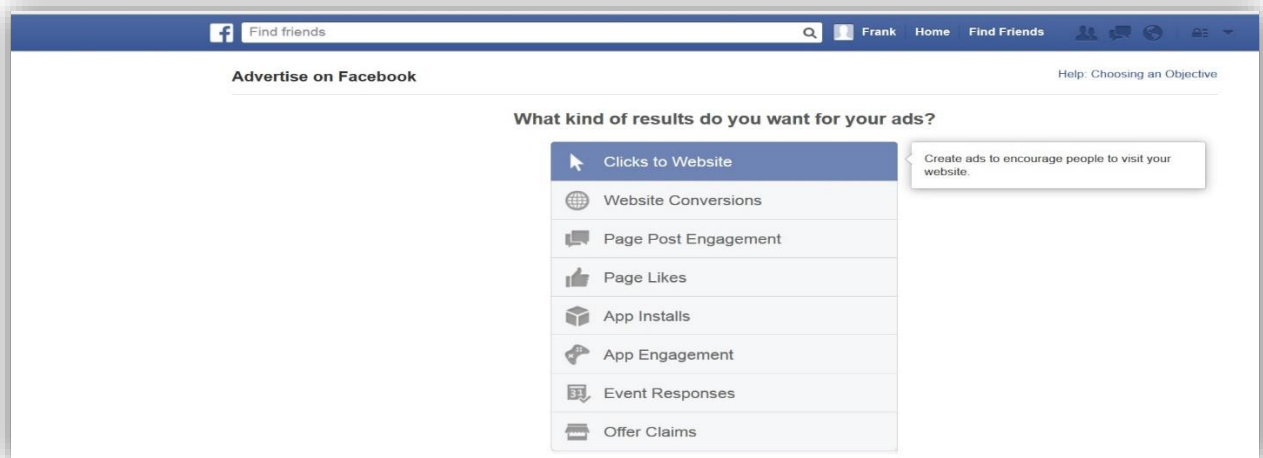 f Find friends Frank Home Find Friends
Advertise on Facebook Help: Choosing an Objective
What kind of results do you want for your ads?
Clicks to Website
Create ads to encourage people to visit your
website.
Website Conversions
Page Post Engagement
Page Likes
App Installs
App Engagement
31 Event Responses
Offer Claims